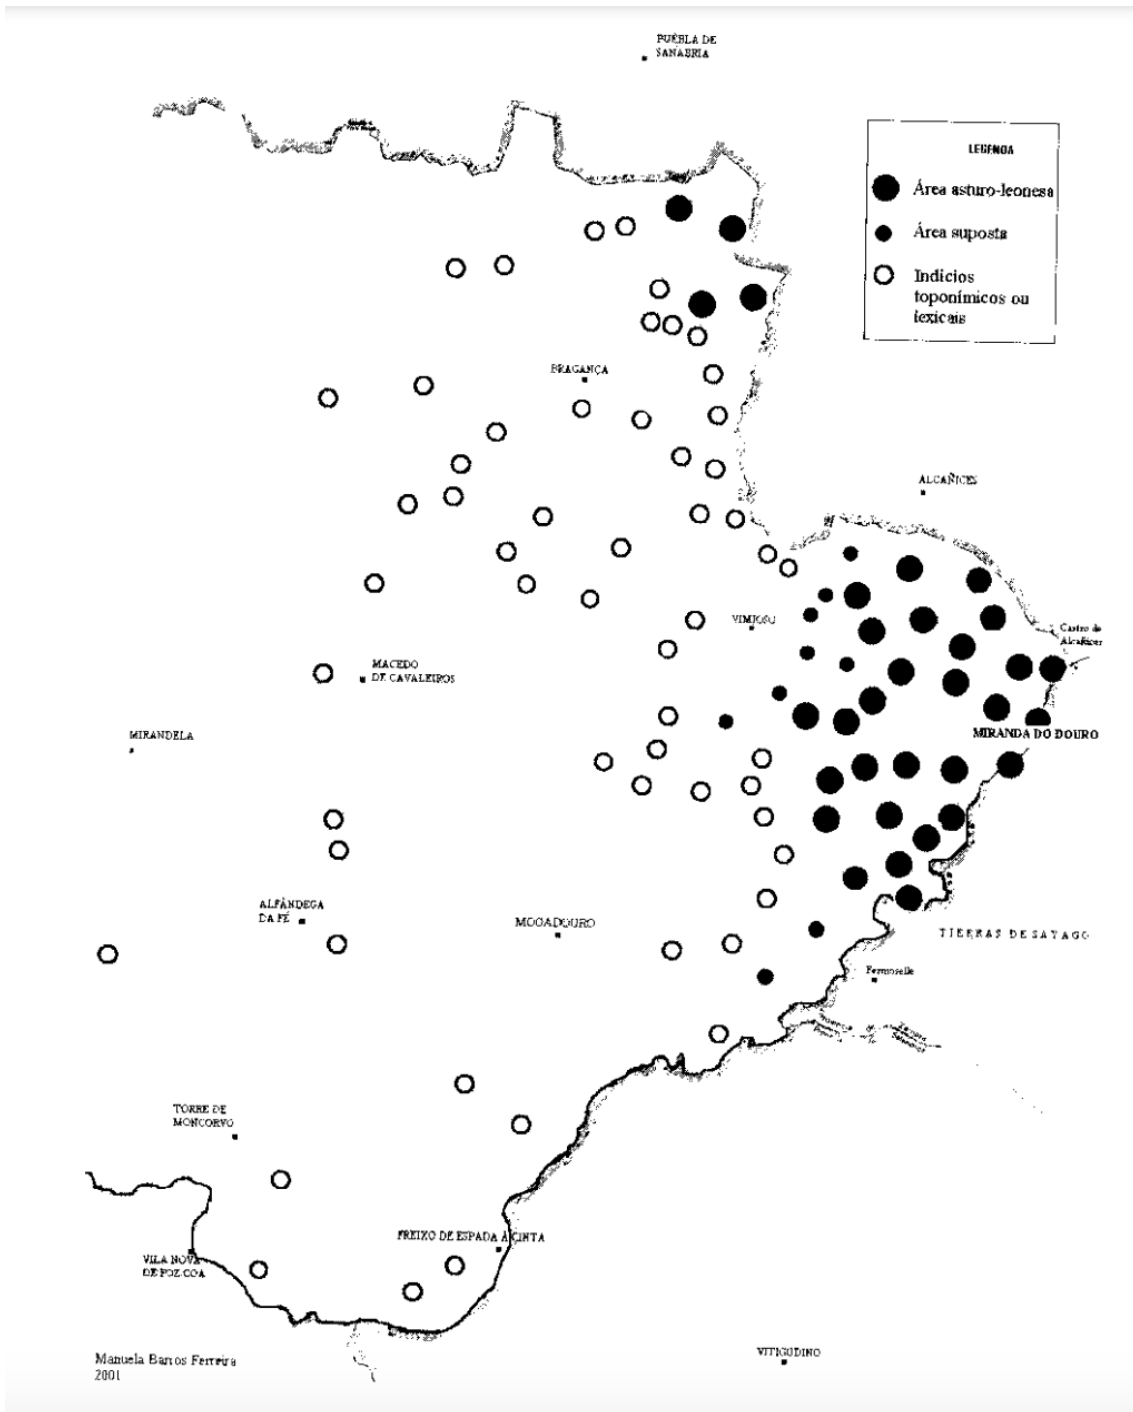 PUEBLA DE
SANABRIA
LEGENDA
Área asturo-leonesa
Área suposta
Indícios
toponímicos ou
lexicais
BRAGANÇA
ALCAÑICES
VIMIOSO
Castro de
Alcañices
MACEDO
DE CAVALEIROS
MIRANDELA
MIRANDA DO DOURO
ALFÂNDEGA
DA FÉ
MOGADOURO
TIERRAS DE SAYAGO
Fermoselle
TORRE DE
MONCORVO
FREIXO DE ESPADA À CINTA
VILA NOVA
DE FOZ COA
Manuela Barros Ferreira
2001
VITIGUDINO